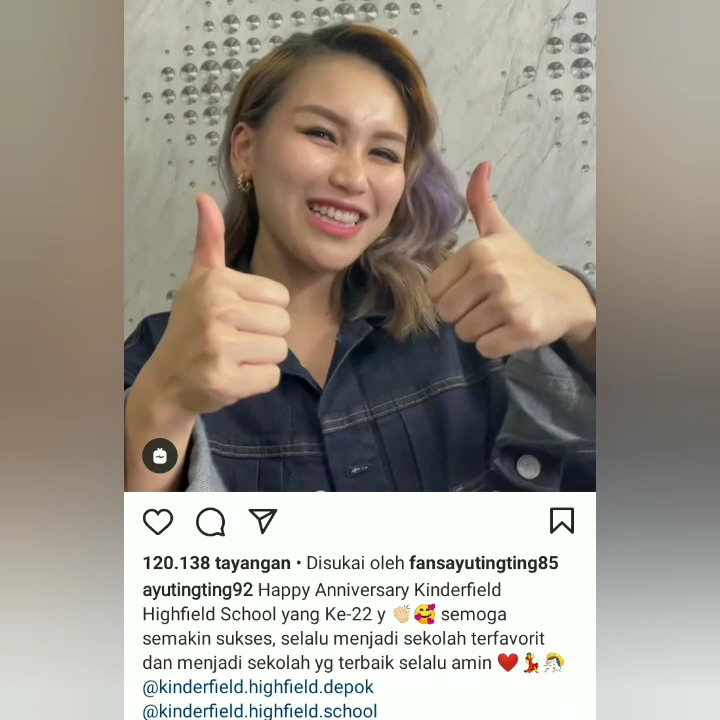 120.138 tayangan • Disukai oleh fansayutingting85
ayutingting92 Happy Anniversary Kinderfield
Highfield School yang Ke-22 y 👏🏻🥰 semoga
semakin sukses, selalu menjadi sekolah terfavorit
dan menjadi sekolah yg terbaik selalu amin ❤️💃🧖
@kinderfield.highfield.depok
@kinderfield.highfield.school